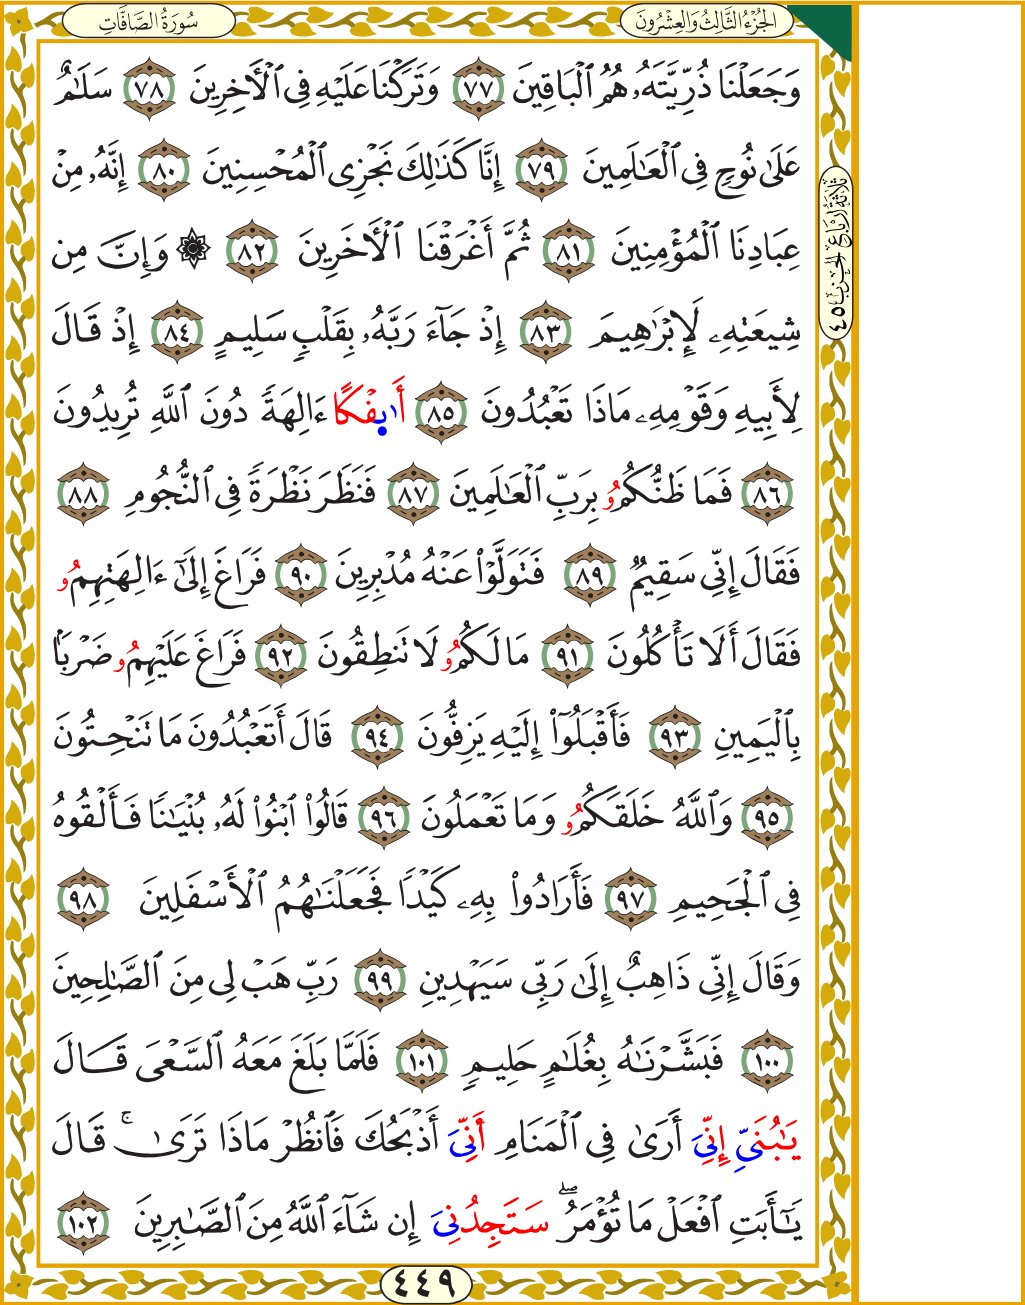 سُورَةُ الصَّافَّاتِ
الجُزْءُ الثَّالِثُ وَالعِشْرُونَ
وَجَعَلْنَا ذُرِّيَّتَهُۥ هُمُ ٱلْبَاقِينَ ٧٧ وَتَرَكْنَا عَلَيْهِ فِى ٱلْأَخِرِينَ ٧٨ سَلَٰمٌ
عَلَىٰ نُوحٍ فِى ٱلْعَٰلَمِينَ ٧٩ إِنَّا كَذَٰلِكَ نَجْزِى ٱلْمُحْسِنِينَ ٨٠ إِنَّهُۥ مِنْ
عِبَادِنَا ٱلْمُؤْمِنِينَ ٨١ ثُمَّ أَغْرَقْنَا ٱلْأَخَرِينَ ٨٢ ۞ وَإِنَّ مِن
شِيعَتِهِۦ لَإِبْرَٰهِيمَ ٨٣ إِذْ جَآءَ رَبَّهُۥ بِقَلْبٍ سَلِيمٍ ٨٤ إِذْ قَالَ
لِأَبِيهِ وَقَوْمِهِۦ مَاذَا تَعْبُدُونَ ٨٥ أَىِٕفْكًا ءَالِهَةً دُونَ ٱللَّهِ تُرِيدُونَ
٨٦ فَمَا ظَنُّكُمُۥ بِرَبِّ ٱلْعَٰلَمِينَ ٨٧ فَنَظَرَ نَظْرَةً فِى ٱلنُّجُومِ ٨٨
فَقَالَ إِنِّى سَقِيمٌ ٨٩ فَتَوَلَّوْا۟ عَنْهُ مُدْبِرِينَ ٩٠ فَرَاغَ إِلَىٰٓ ءَالِهَتِهِمُۥ
فَقَالَ أَلَا تَأْكُلُونَ ٩١ مَا لَكُمُۥ لَا تَنطِقُونَ ٩٢ فَرَاغَ عَلَيْهِمُۥ ضَرْبًۢا
بِٱلْيَمِينِ ٩٣ فَأَقْبَلُوٓا۟ إِلَيْهِ يَزِفُّونَ ٩٤ قَالَ أَتَعْبُدُونَ مَا تَنْحِتُونَ
٩٥ وَٱللَّهُ خَلَقَكُمُۥ وَمَا تَعْمَلُونَ ٩٦ قَالُوا۟ ٱبْنُوا۟ لَهُۥ بُنْيَٰنًا فَأَلْقُوهُ
فِى ٱلْجَحِيمِ ٩٧ فَأَرَادُوا۟ بِهِۦ كَيْدًا فَجَعَلْنَٰهُمُ ٱلْأَسْفَلِينَ ٩٨
وَقَالَ إِنِّى ذَاهِبٌ إِلَىٰ رَبِّى سَيَهْدِينِ ٩٩ رَبِّ هَبْ لِى مِنَ ٱلصَّٰلِحِينَ
١٠٠ فَبَشَّرْنَٰهُ بِغُلَٰمٍ حَلِيمٍ ١٠١ فَلَمَّا بَلَغَ مَعَهُ ٱلسَّعْىَ قَالَ
يَٰبُنَىِّ إِنِّىَ أَرَىٰ فِى ٱلْمَنَامِ أَنِّىَ أَذْبَحُكَ فَٱنظُرْ مَاذَا تَرَىٰ ۚ قَالَ
يَٰٓأَبَتِ ٱفْعَلْ مَا تُؤْمَرُ ۖ سَتَجِدُنِىَ إِن شَآءَ ٱللَّهُ مِنَ ٱلصَّٰبِرِينَ ١٠٢
ثَلَاثَةُ أَرْبَاعِ الحِزْبِ ٤٥
٤٤٩